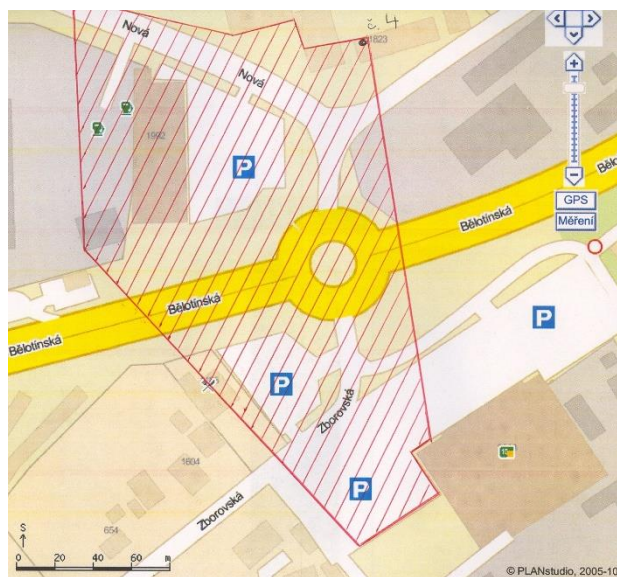 č. 4
1823
Nová
Nová
1992
P
Bělotínská
Bělotínská
Bělotínská
GPS
Měření
P
P
Zborovská
1604
P
Zborovská
654
S
0 20 40 60 m
© PLANstudio, 2005-10